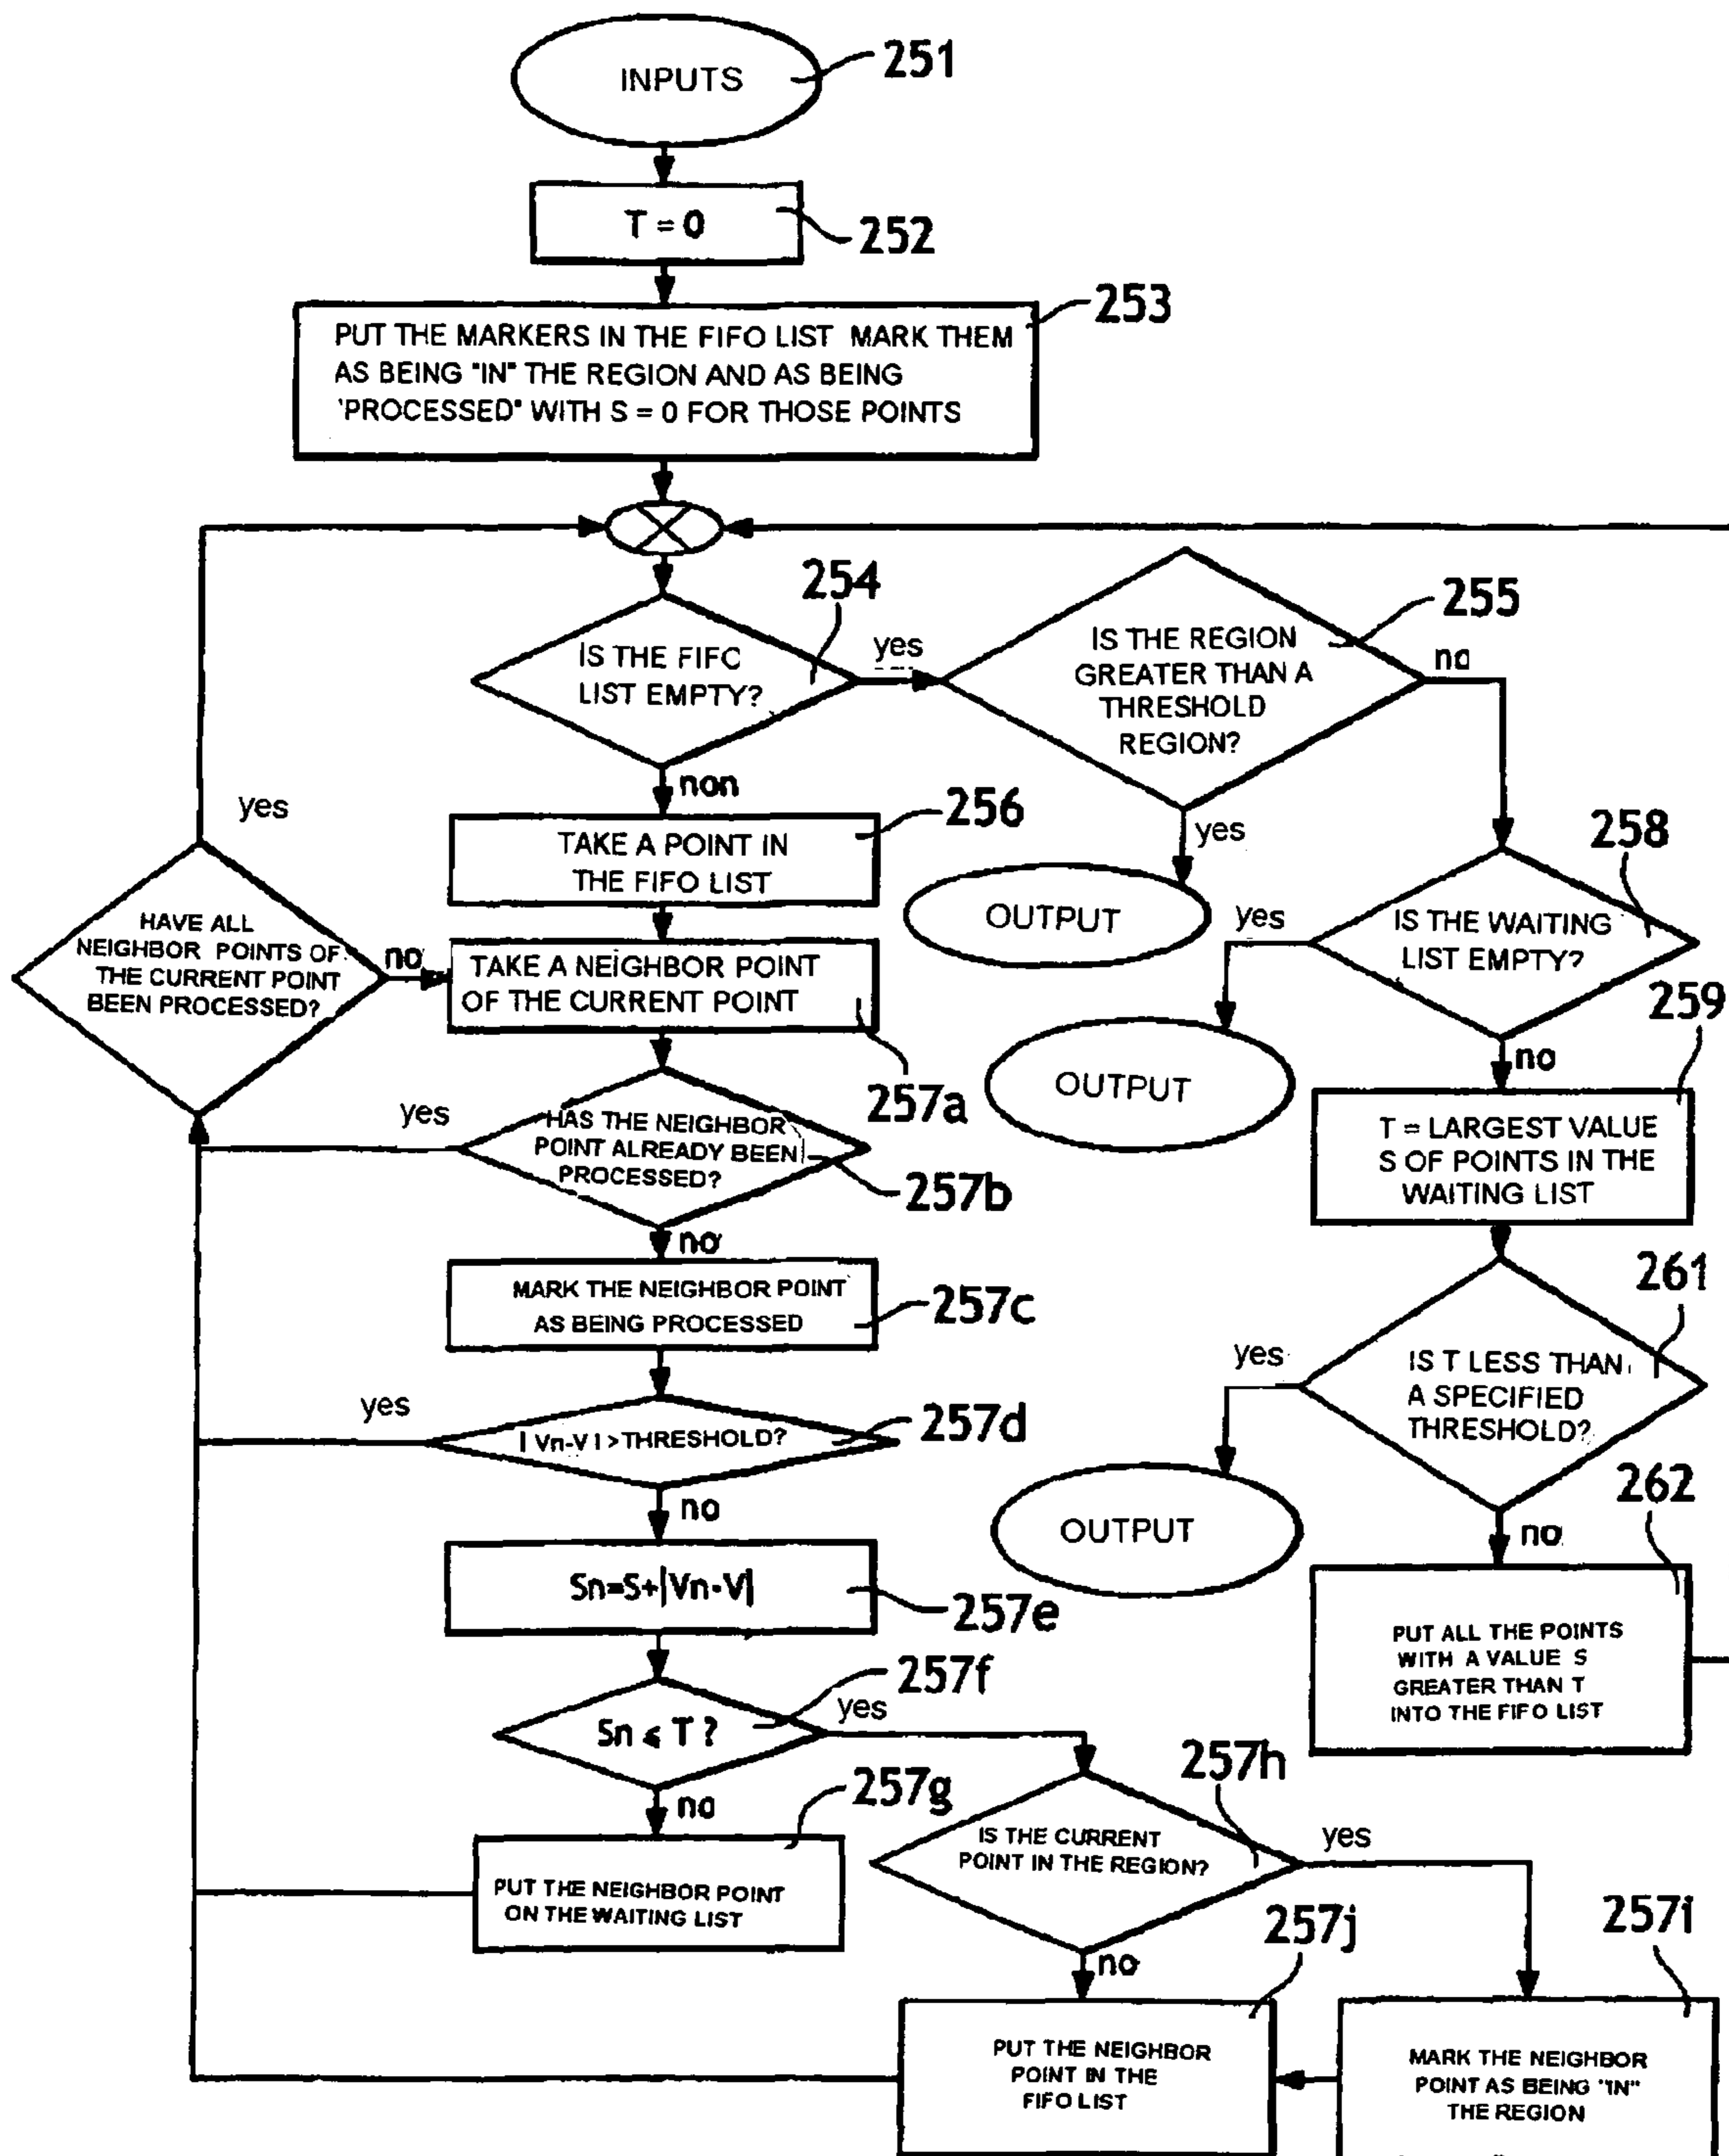 INPUTS
251
T = 0
252
PUT THE MARKERS IN THE FIFO LIST MARK THEM
AS BEING "IN" THE REGION AND AS BEING
'PROCESSED" WITH S = 0 FOR THOSE POINTS
253
254
IS THE FIFC
LIST EMPTY?
yes
non
255
IS THE REGION
GREATER THAN A
THRESHOLD
REGION?
no
yes
OUTPUT
256
TAKE A POINT IN
THE FIFO LIST
258
IS THE WAITING
LIST EMPTY?
yes
OUTPUT
no
yes
HAVE ALL
NEIGHBOR POINTS OF
THE CURRENT POINT
BEEN PROCESSED?
no
TAKE A NEIGHBOR POINT
OF THE CURRENT POINT
257a
259
T = LARGEST VALUE
S OF POINTS IN THE
WAITING LIST
yes
HAS THE NEIGHBOR
POINT ALREADY BEEN
PROCESSED?
257b
no
MARK THE NEIGHBOR POINT
AS BEING PROCESSED
257c
261
IS T LESS THAN
A SPECIFIED
THRESHOLD?
yes
OUTPUT
no
yes
| Vn-V I >THRESHOLD?
257d
no
Sn=S+|Vn-V|
257e
262
PUT ALL THE POINTS
WITH A VALUE S
GREATER THAN T
INTO THE FIFO LIST
257f
Sn ⩽ T ?
yes
no
257g
PUT THE NEIGHBOR POINT
ON THE WAITING LIST
257h
IS THE CURRENT
POINT IN THE REGION?
yes
no
257j
PUT THE NEIGHBOR
POINT IN THE
FIFO LIST
257i
MARK THE NEIGHBOR
POINT AS BEING "IN"
THE REGION